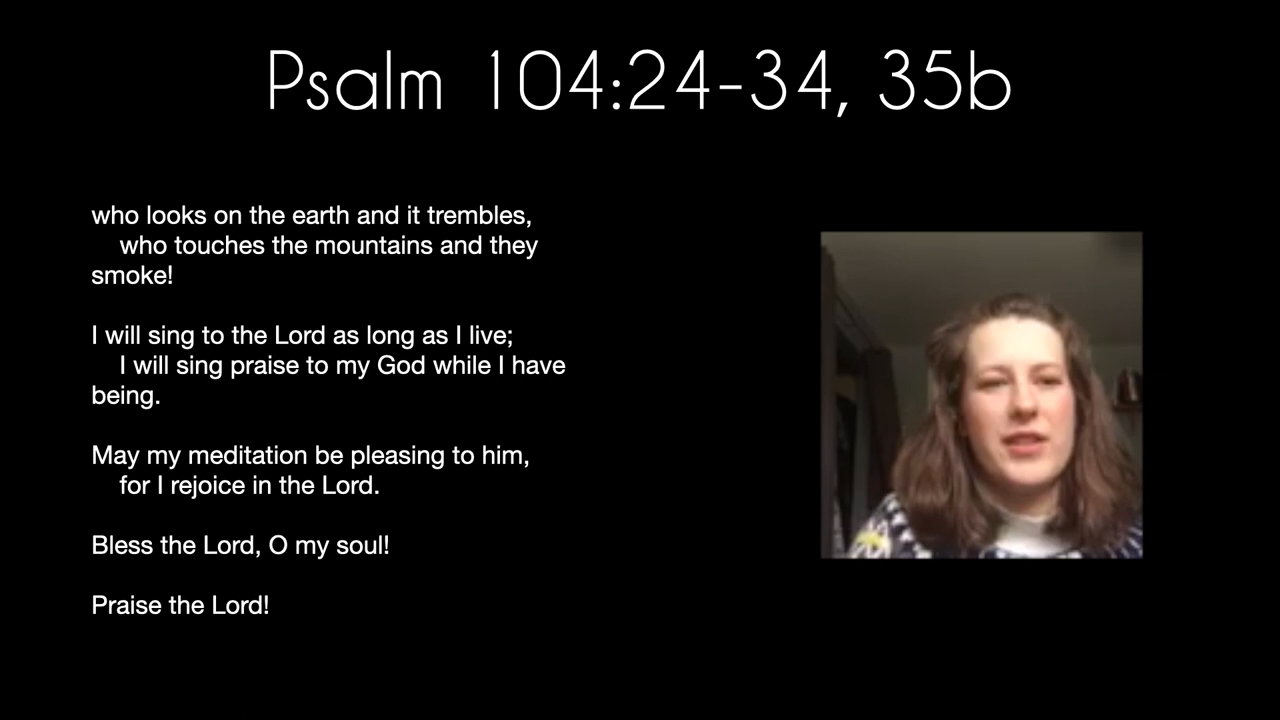 Psalm 104:24-34, 35b
who looks on the earth and it trembles,
who touches the mountains and they
smoke!
I will sing to the Lord as long as I live;
I will sing praise to my God while I have
being.
May my meditation be pleasing to him,
for I rejoice in the Lord.
Bless the Lord, O my soul!
Praise the Lord!